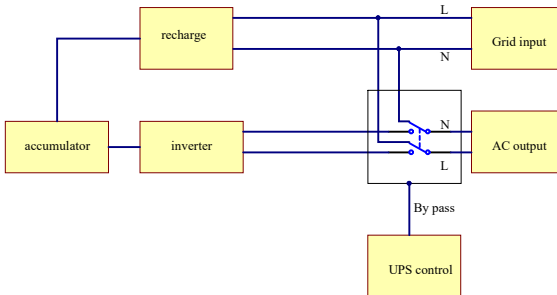 L
recharge
Grid input
N
N
accumulator
inverter
AC output
L
By pass
UPS control